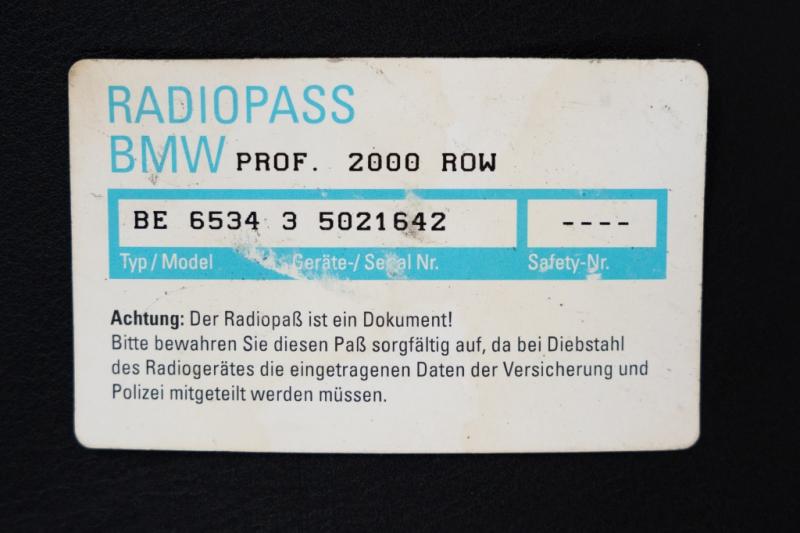 RADIOPASS
BMW PROF. 2000 ROW
BE 6534 3 5021642 ----
Typ / Model Geräte-/ Serial Nr. Safety-Nr.
Achtung: Der Radiopaß ist ein Dokument!
Bitte bewahren Sie diesen Paß sorgfältig auf, da bei Diebstahl
des Radiogerätes die eingetragenen Daten der Versicherung und
Polizei mitgeteilt werden müssen.